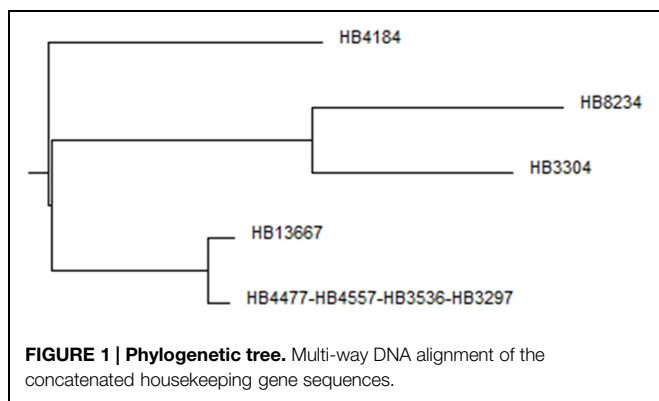 HB4184
HB8234
HB3304
HB13667
HB4477-HB4557-HB3536-HB3297
FIGURE 1 | Phylogenetic tree. Multi-way DNA alignment of the
concatenated housekeeping gene sequences.